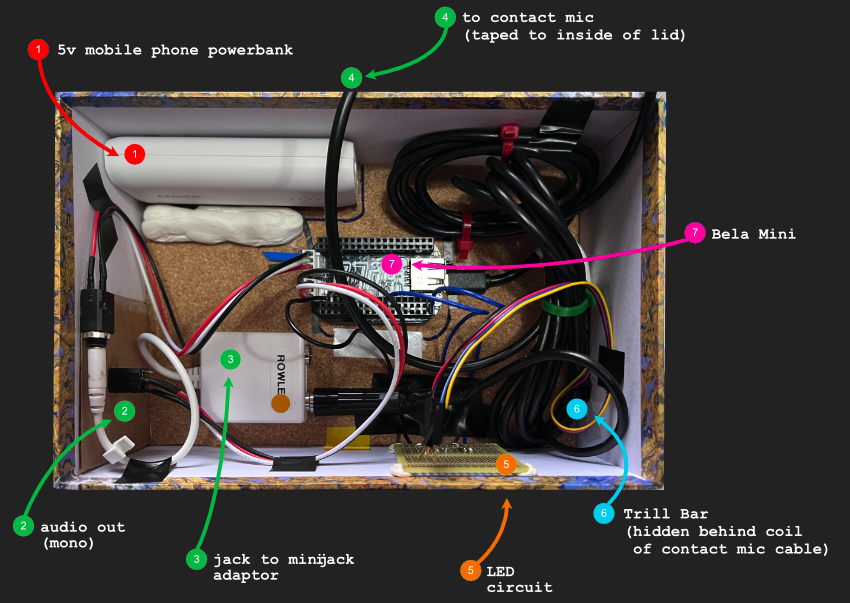 4 to contact mic
(taped to inside of lid)
1 5v mobile phone powerbank
4
1
7 Bela Mini
7
3
ROWLE
2
6
5
6 Trill Bar
(hidden behind coil
of contact mic cable)
2 audio out
(mono)
3 jack to minijack
adaptor
5 LED
circuit